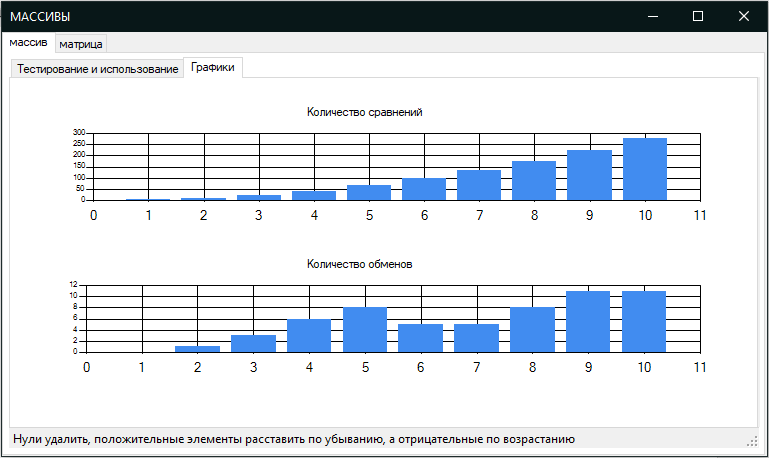 МАССИВЫ
массив матрица
Тестирование и использование Графики
Количество сравнений
300
250
200
150
100
50
0
0 1 2 3 4 5 6 7 8 9 10 11
Количество обменов
12
10
8
6
4
2
0
0 1 2 3 4 5 6 7 8 9 10 11
Нули удалить, положительные элементы расставить по убыванию, а отрицательные по возрастанию